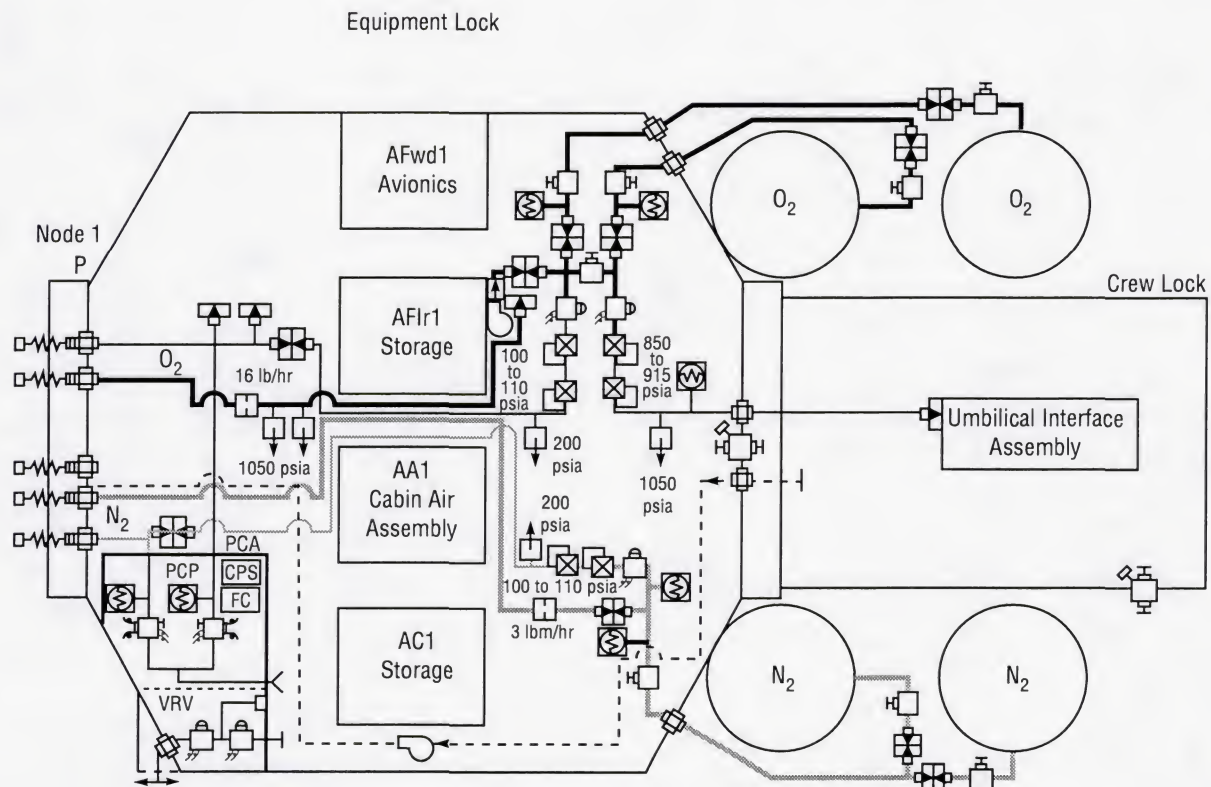 Equipment Lock
AFwd1
Avionics
O₂
O₂
Node 1
P
Crew Lock
AFlr1
Storage
O₂
16 lb/hr
100
to
110
psia
850
to
915
psia
Umbilical Interface
Assembly
1050 psia
200
psia
1050
psia
AA1
Cabin Air
Assembly
N₂
200
psia
PCA
PCP
CPS
FC
100 to 110 psia
3 lbm/hr
AC1
Storage
N₂
N₂
VRV